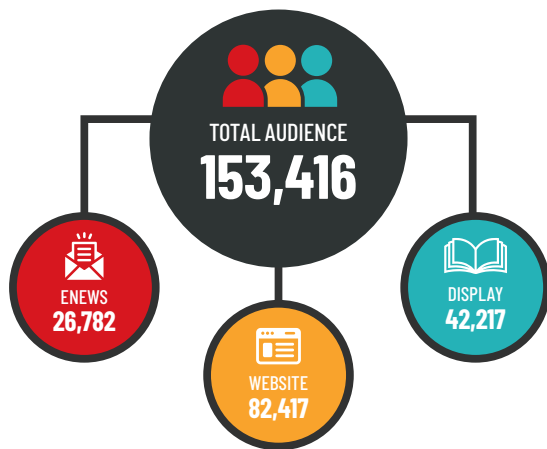 TOTAL AUDIENCE
153,416
ENEWS
26,782
WEBSITE
82,417
DISPLAY
42,217